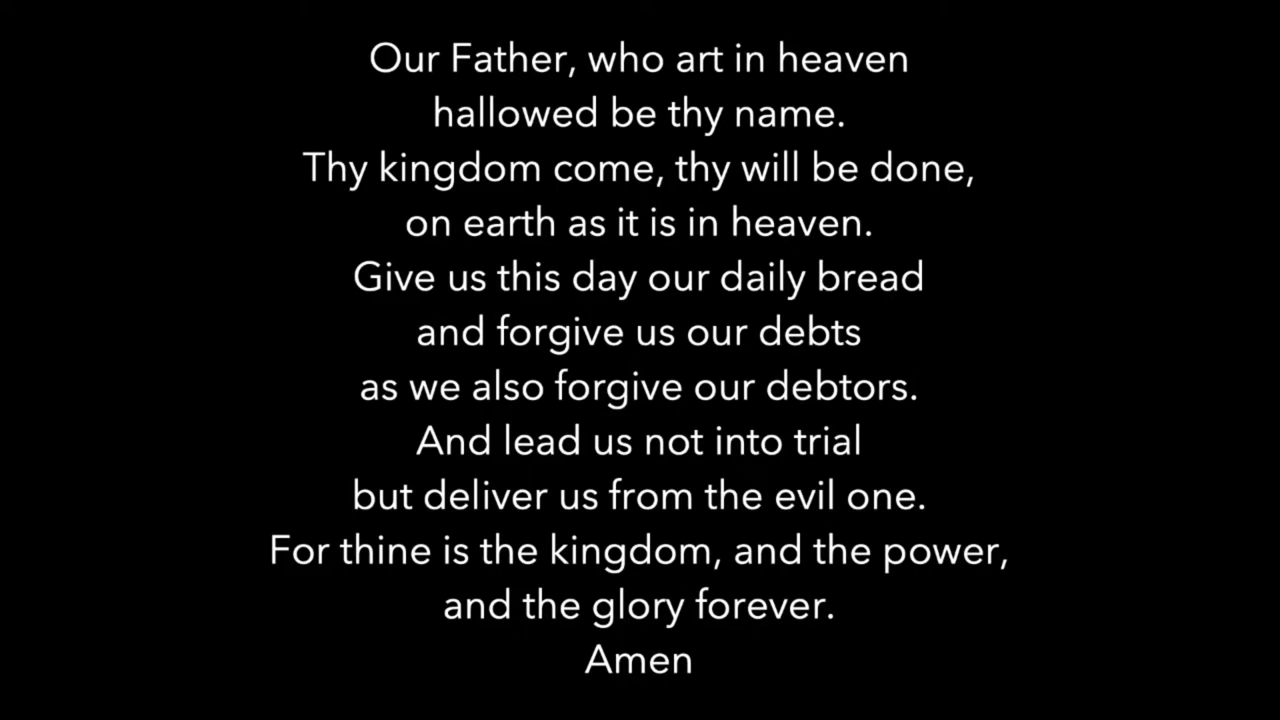 Our Father, who art in heaven
hallowed be thy name.
Thy kingdom come, thy will be done,
on earth as it is in heaven.
Give us this day our daily bread
and forgive us our debts
as we also forgive our debtors.
And lead us not into trial
but deliver us from the evil one.
For thine is the kingdom, and the power,
and the glory forever.
Amen